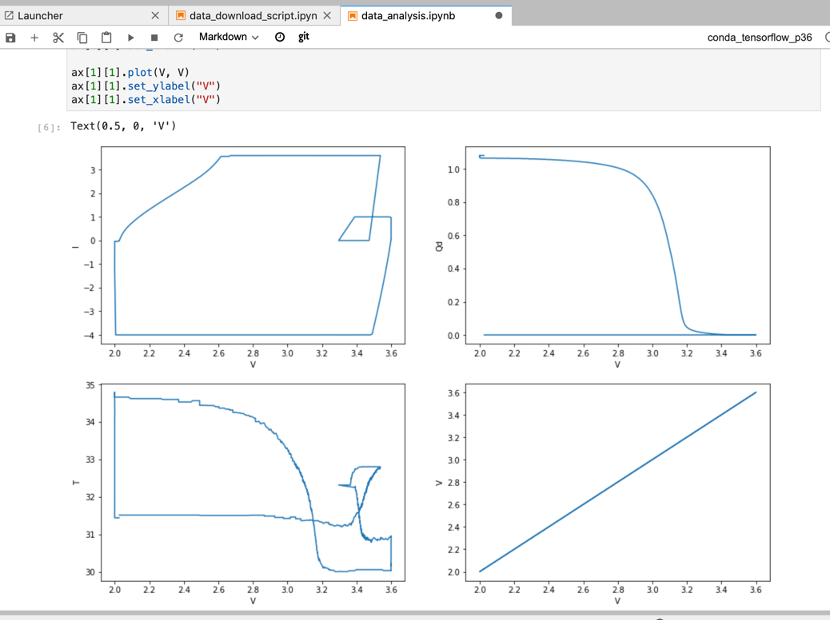 Launcher
data_download_script.ipyn
data_analysis.ipynb
Markdown
git
conda_tensorflow_p36
ax[1][1].plot(V, V)
ax[1][1].set_ylabel("V")
ax[1][1].set_xlabel("V")
[6]: Text(0.5, 0, 'V')
3
2
1
0
−1
−2
−3
−4
I
2.0 2.2 2.4 2.6 2.8 3.0 3.2 3.4 3.6
V
1.0
0.8
0.6
0.4
0.2
0.0
Qd
2.0 2.2 2.4 2.6 2.8 3.0 3.2 3.4 3.6
V
35
34
33
32
31
30
T
2.0 2.2 2.4 2.6 2.8 3.0 3.2 3.4 3.6
V
3.6
3.4
3.2
3.0
2.8
2.6
2.4
2.2
2.0
V
2.0 2.2 2.4 2.6 2.8 3.0 3.2 3.4 3.6
V